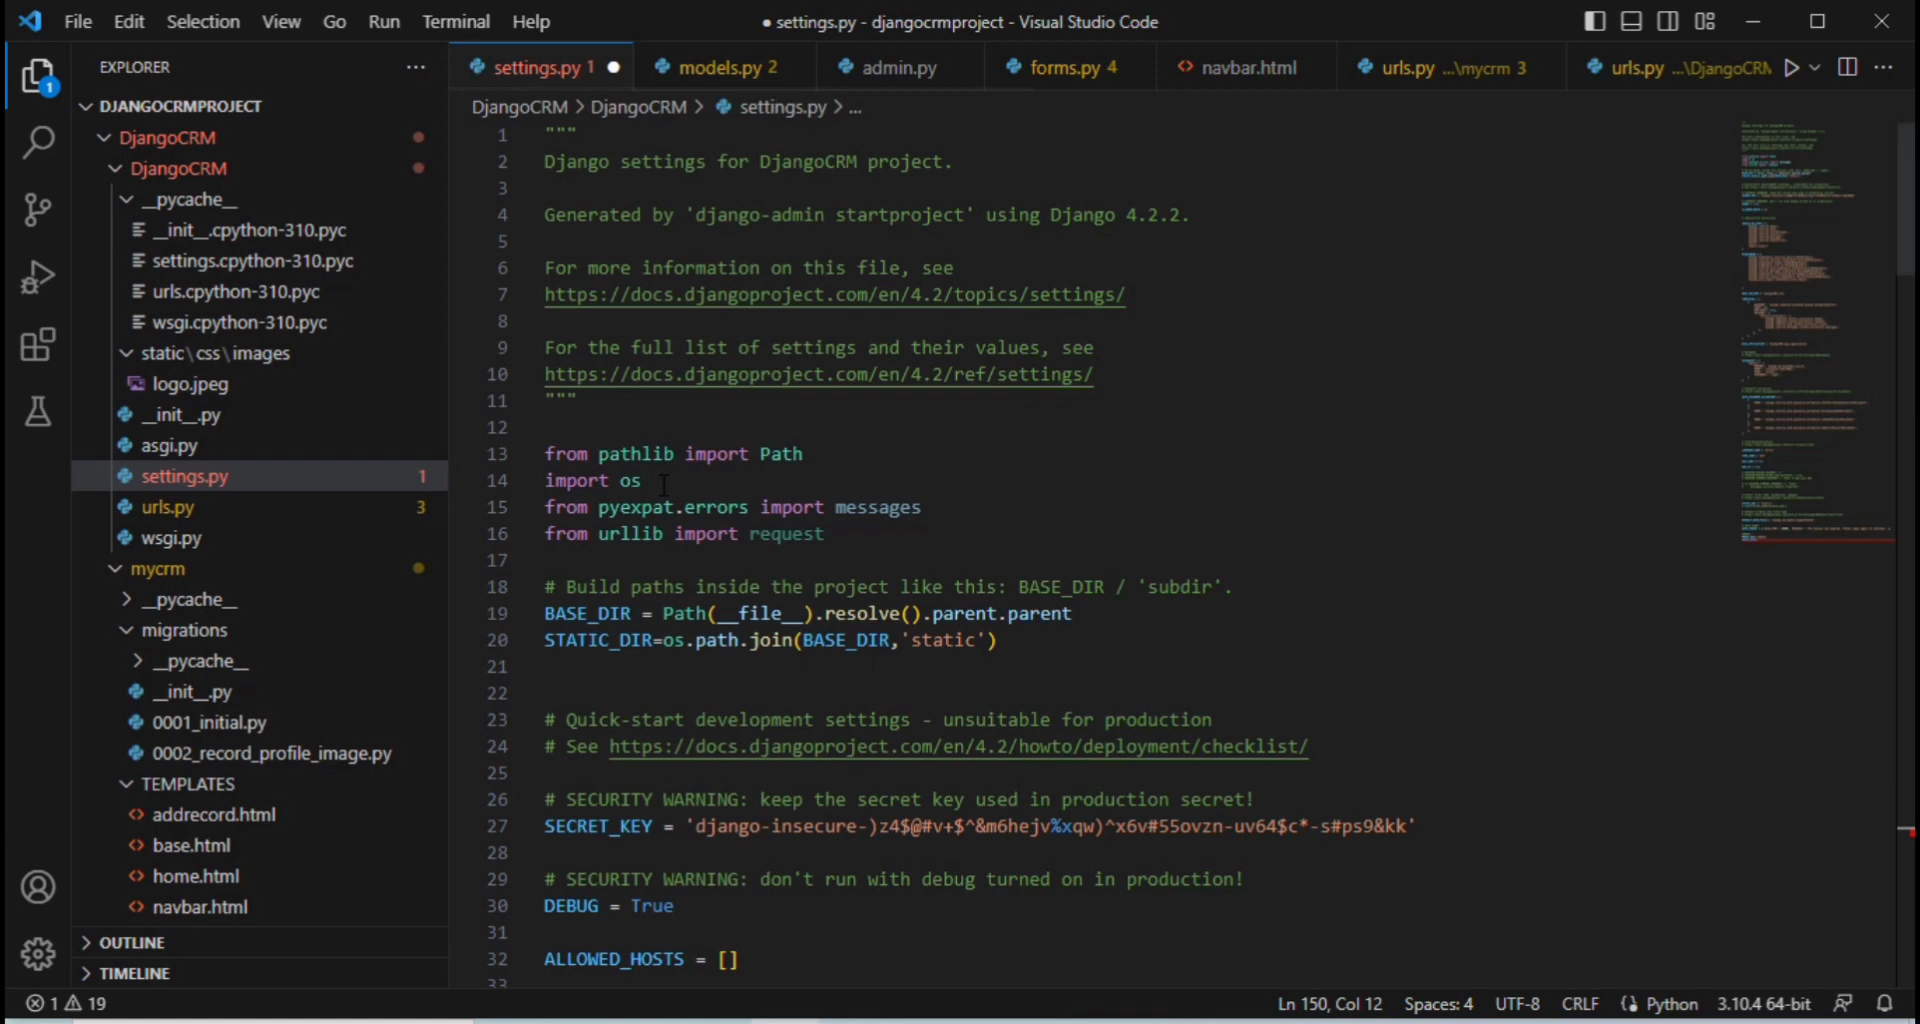 File Edit Selection View Go Run Terminal Help
● settings.py - djangocrmproject - Visual Studio Code
EXPLORER
settings.py 1
models.py 2
admin.py
forms.py 4
navbar.html
urls.py ...\mycrm 3
urls.py ...\DjangoCRM
1
DJANGOCRMPROJECT
DjangoCRM
DjangoCRM
__pycache__
__init__.cpython-310.pyc
settings.cpython-310.pyc
urls.cpython-310.pyc
wsgi.cpython-310.pyc
static\css\images
logo.jpeg
__init__.py
asgi.py
settings.py 1
urls.py 3
wsgi.py
mycrm
__pycache__
migrations
__pycache__
__init__.py
0001_initial.py
0002_record_profile_image.py
TEMPLATES
addrecord.html
base.html
home.html
navbar.html
OUTLINE
TIMELINE
DjangoCRM > DjangoCRM > settings.py > ...
1 """
2 Django settings for DjangoCRM project.
3
4 Generated by 'django-admin startproject' using Django 4.2.2.
5
6 For more information on this file, see
7 https://docs.djangoproject.com/en/4.2/topics/settings/
8
9 For the full list of settings and their values, see
10 https://docs.djangoproject.com/en/4.2/ref/settings/
11 """
12
13 from pathlib import Path
14 import os
15 from pyexpat.errors import messages
16 from urllib import request
17
18 # Build paths inside the project like this: BASE_DIR / 'subdir'.
19 BASE_DIR = Path(__file__).resolve().parent.parent
20 STATIC_DIR=os.path.join(BASE_DIR,'static')
21
22
23 # Quick-start development settings - unsuitable for production
24 # See https://docs.djangoproject.com/en/4.2/howto/deployment/checklist/
25
26 # SECURITY WARNING: keep the secret key used in production secret!
27 SECRET_KEY = 'django-insecure-)z4$@#v+$^&m6hejv%xqw)^x6v#55ovzn-uv64$c*-s#ps9&kk'
28
29 # SECURITY WARNING: don't run with debug turned on in production!
30 DEBUG = True
31
32 ALLOWED_HOSTS = []
33
1 19
Ln 150, Col 12 Spaces: 4 UTF-8 CRLF Python 3.10.4 64-bit